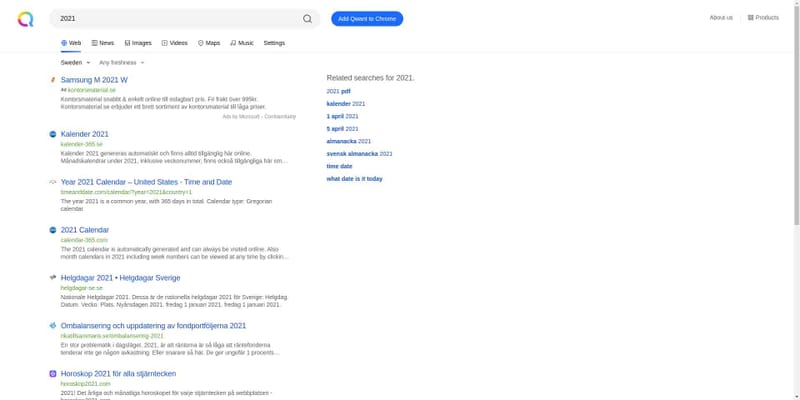 2021
Add Qwant to Chrome
About us
Products
Web
News
Images
Videos
Maps
Music
Settings
Sweden
Any freshness
Samsung M 2021 W
Ad kontorsmaterial.se
Kontorsmaterial snabbt & enkelt online till oslagbart pris. Fri frakt över 995kr.
Kontorsmaterial.se erbjuder ett brett sortiment av kontorsmaterial till låga priser.
Ads by Microsoft - Confidentiality
Kalender 2021
kalender-365.se
Kalender 2021 genereras automatiskt och finns alltid tillgänglig här online.
Månadskalendrar under 2021, inklusive veckonummer, finns också tillgängliga här om…
Year 2021 Calendar – United States - Time and Date
timeanddate.com/calendar/?year=2021&country=1
The year 2021 is a common year, with 365 days in total. Calendar type: Gregorian
calendar
2021 Calendar
calendar-365.com
The 2021 calendar is automatically generated and can always be visited online. Also
month calendars in 2021 including week numbers can be viewed at any time by clickin…
Helgdagar 2021 • Helgdagar Sverige
helgdagar-se.se
Nationale Helgdagar 2021. Dessa är de nationella helgdagar 2021 för Sverige: Helgdag.
Datum. Vecko. Plats. Nyårsdagen 2021. fredag 1 januari 2021. fredag 1 januari 2021.
Ombalansering och uppdatering av fondportföljerna 2021
rikatillsammans.se/ombalansering-2021
En stor problematik i dagsläget, 2021, är att räntorna är så låga att räntefonderna
tenderar inte ge någon avkastning. Eller snarare så här. De ger ungefär 1 procents…
Horoskop 2021 för alla stjärntecken
horoskop2021.com
2021! Det årliga och månatliga horoskopet för varje stjärntecken på webbplatsen -
Related searches for 2021.
2021 pdf
kalender 2021
1 april 2021
5 april 2021
almanacka 2021
svensk almanacka 2021
time date
what date is it today